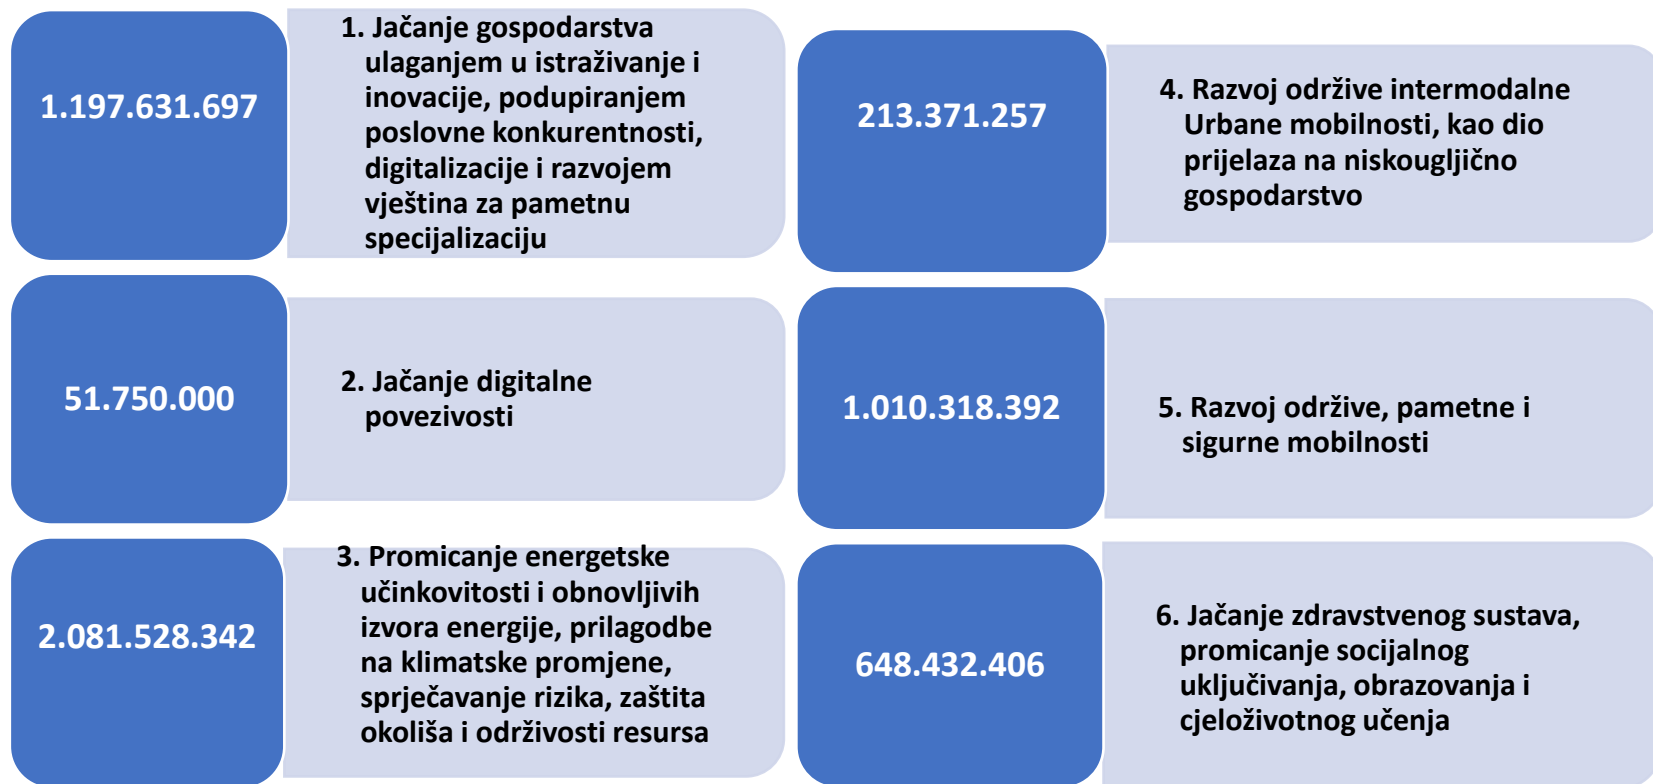 1.197.631.697
1. Jačanje gospodarstva
ulaganjem u istraživanje i
inovacije, podupiranjem
poslovne konkurentnosti,
digitalizacije i razvojem
vještina za pametnu
specijalizaciju
51.750.000
2. Jačanje digitalne
povezivosti
2.081.528.342
3. Promicanje energetske
učinkovitosti i obnovljivih
izvora energije, prilagodbe
na klimatske promjene,
sprječavanje rizika, zaštita
okoliša i održivosti resursa
213.371.257
4. Razvoj održive intermodalne
Urbane mobilnosti, kao dio
prijelaza na niskougljično
gospodarstvo
1.010.318.392
5. Razvoj održive, pametne i
sigurne mobilnosti
648.432.406
6. Jačanje zdravstvenog sustava,
promicanje socijalnog
uključivanja, obrazovanja i
cjeloživotnog učenja